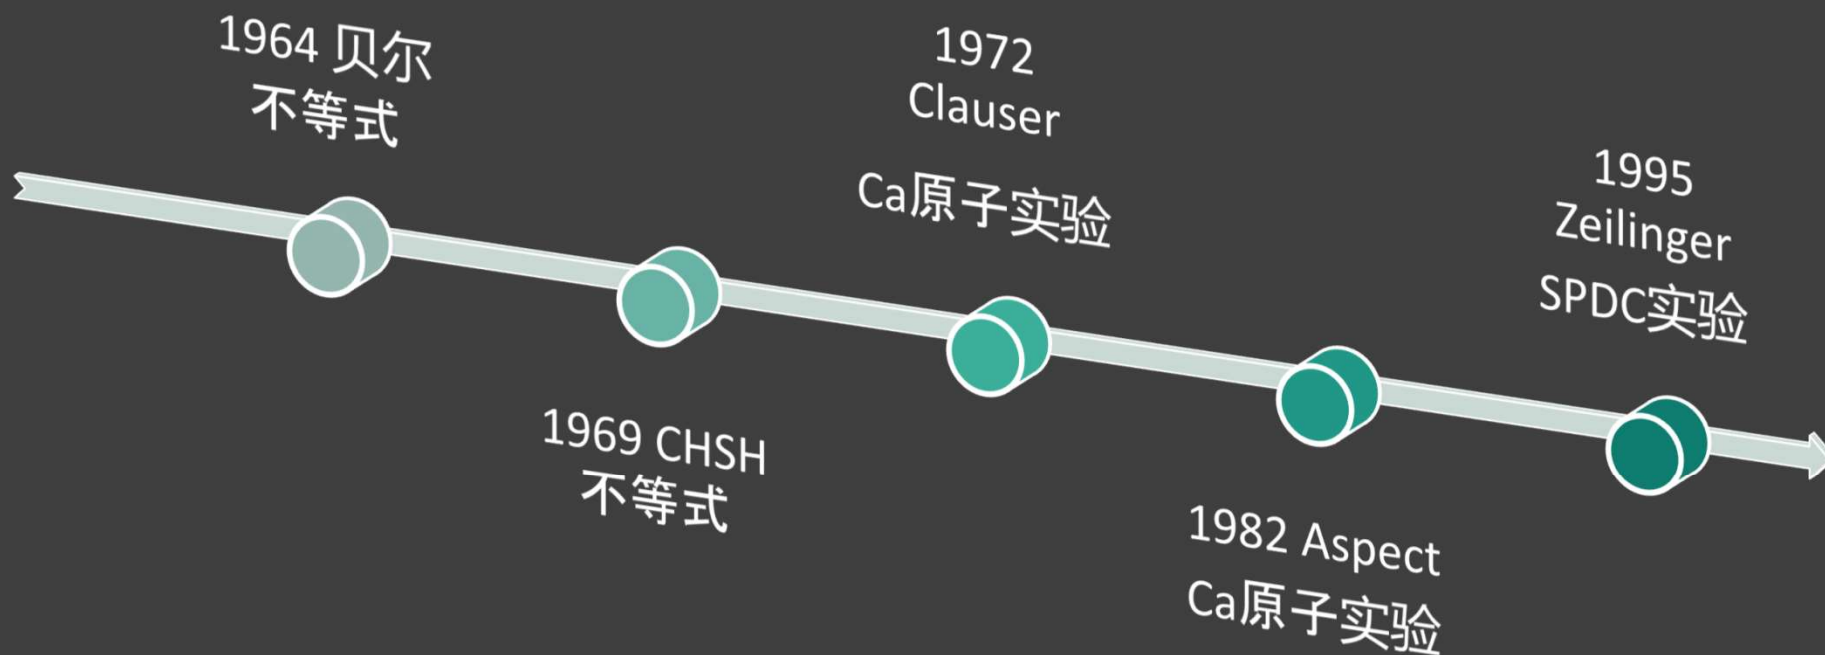 1964 贝尔
不等式
1969 CHSH
不等式
1972
Clauser
Ca原子实验
1982 Aspect
Ca原子实验
1995
Zeilinger
SPDC实验